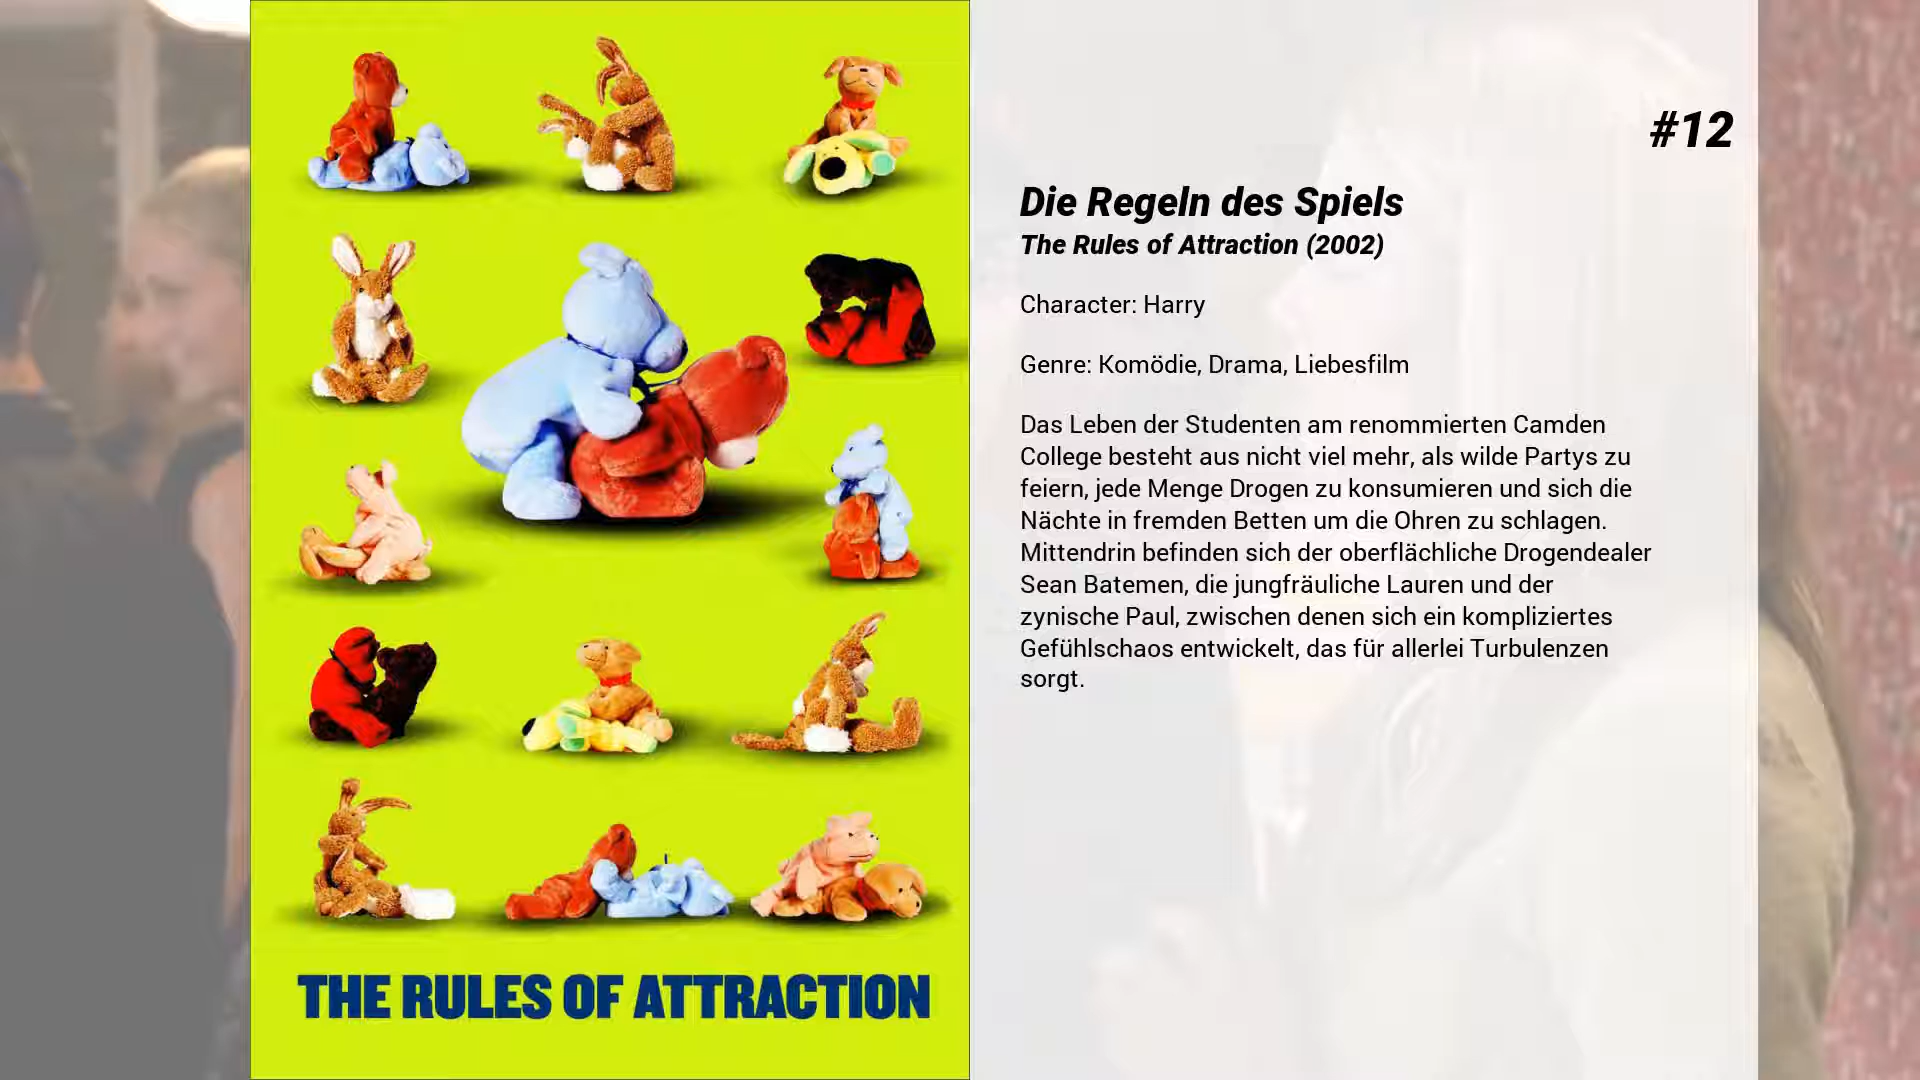 #12
Die Regeln des Spiels
The Rules of Attraction (2002)
Character: Harry
Genre: Komödie, Drama, Liebesfilm
Das Leben der Studenten am renommierten Camden
College besteht aus nicht viel mehr, als wilde Partys zu
feiern, jede Menge Drogen zu konsumieren und sich die
Nächte in fremden Betten um die Ohren zu schlagen.
Mittendrin befinden sich der oberflächliche Drogendealer
Sean Batemen, die jungfräuliche Lauren und der
zynische Paul, zwischen denen sich ein kompliziertes
Gefühlschaos entwickelt, das für allerlei Turbulenzen
sorgt.
THE RULES OF ATTRACTION